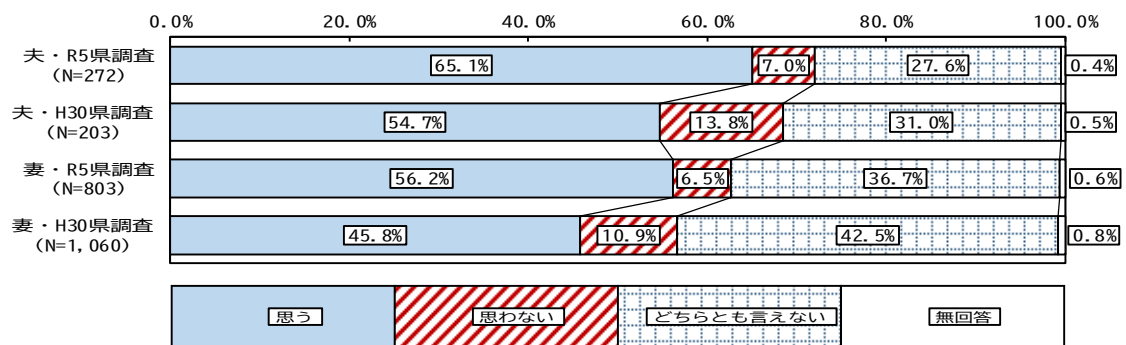 0.0% 20.0% 40.0% 60.0% 80.0% 100.0%
夫・R5県調査
(N=272)
65.1% 7.0% 27.6% 0.4%
夫・H30県調査
(N=203)
54.7% 13.8% 31.0% 0.5%
妻・R5県調査
(N=803)
56.2% 6.5% 36.7% 0.6%
妻・H30県調査
(N=1,060)
45.8% 10.9% 42.5% 0.8%
思う 思わない どちらとも言えない 無回答